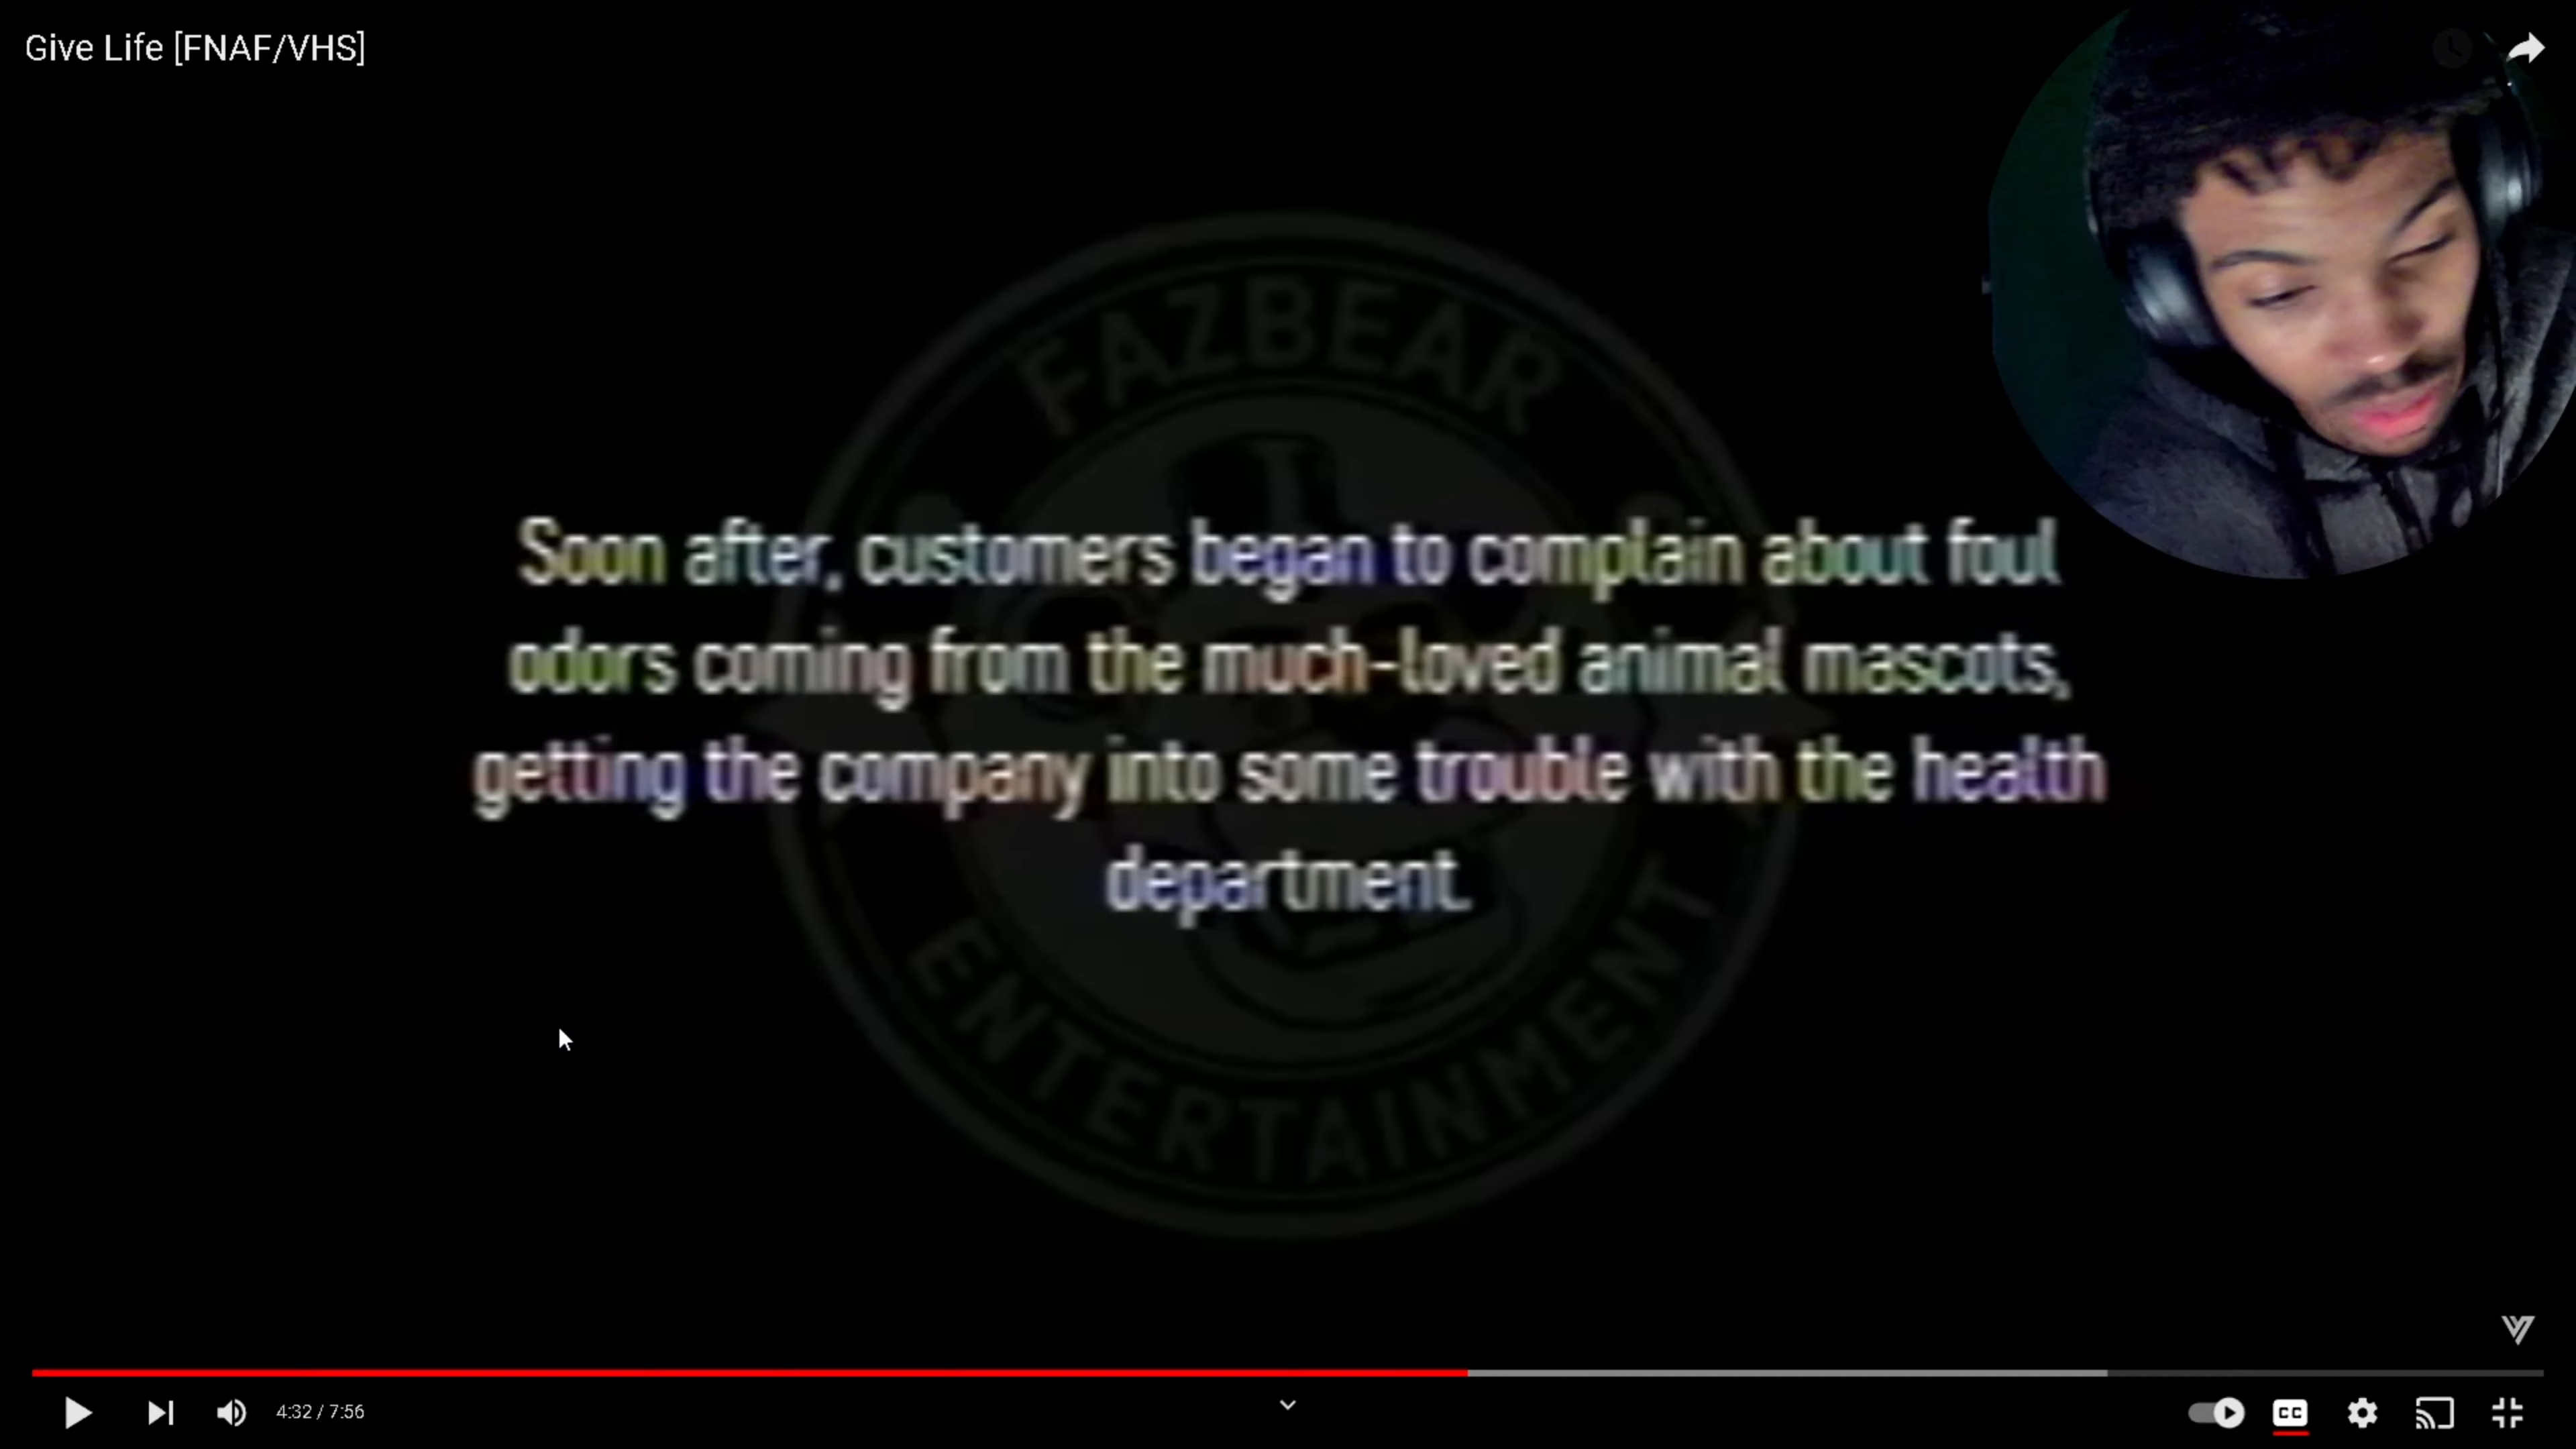 Give Life [FNAF/VHS]
FAZBEAR
Soon after, customers began to complain about foul
odors coming from the much-loved animal mascots,
getting the company into some trouble with the health
department.
ENTERTAINMENT
4:32 / 7:56
CC